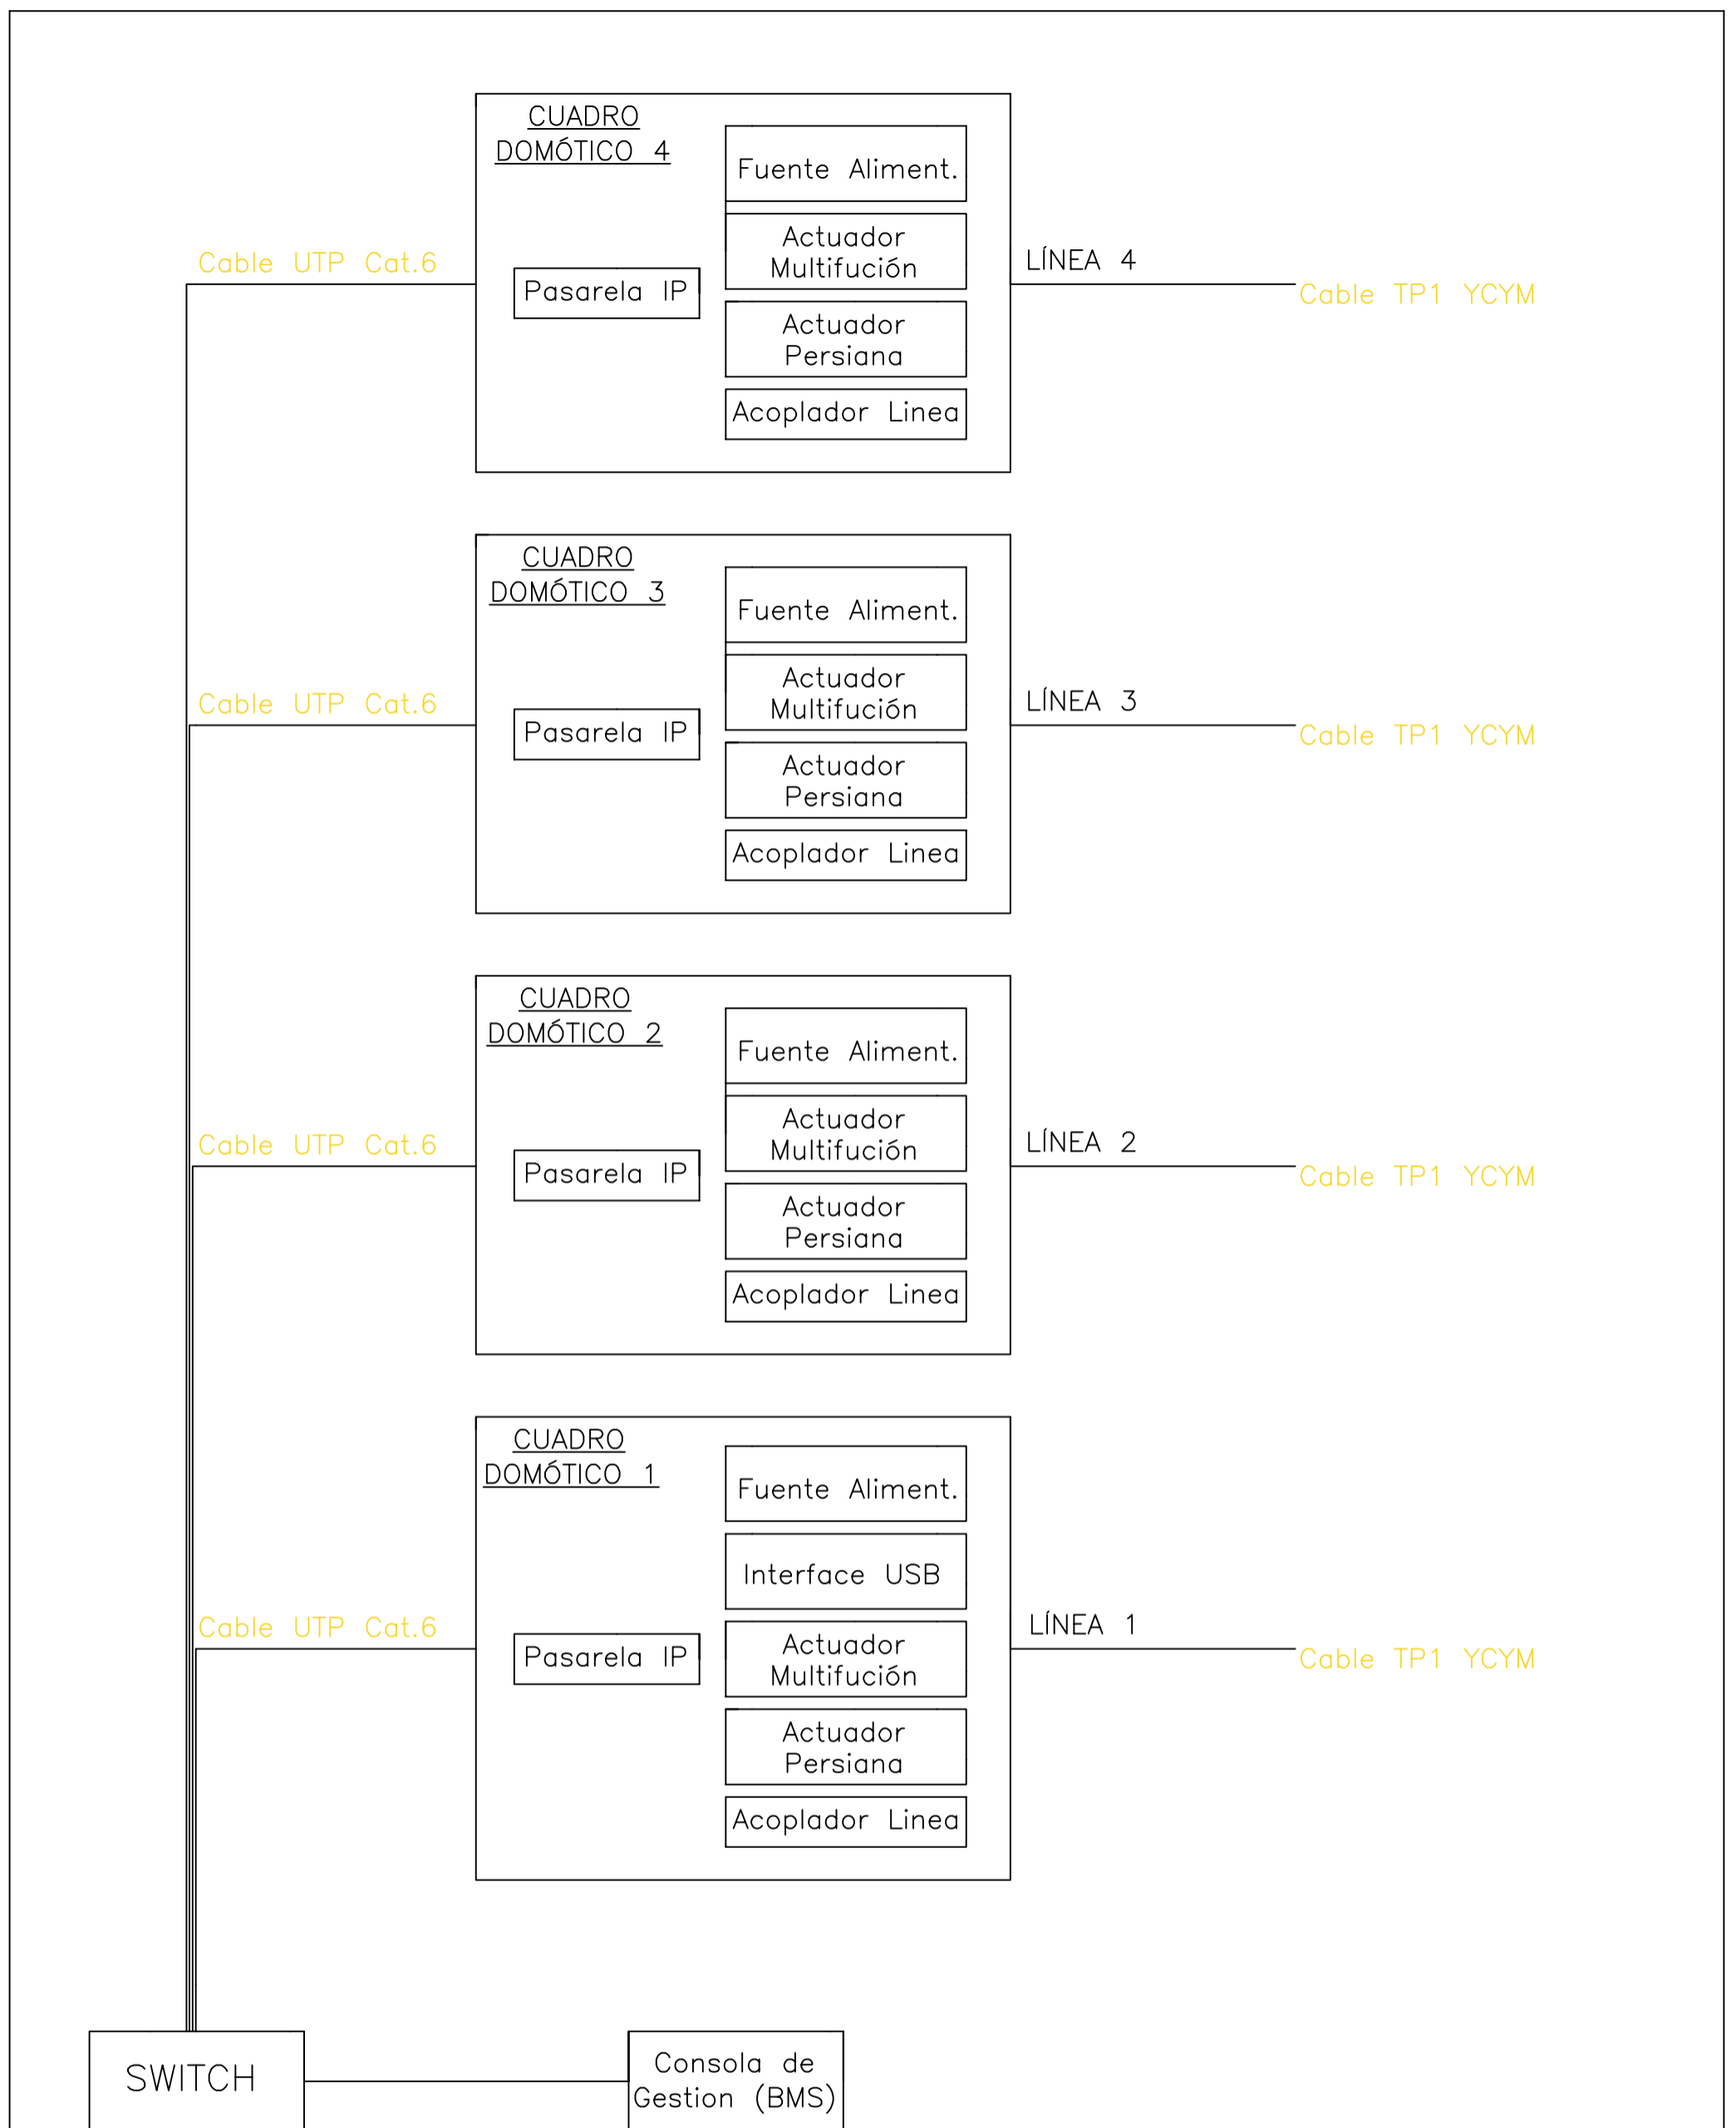 CUADRO
DOMÓTICO 4
Fuente Aliment.
Actuador
Multifución
Cable UTP Cat.6
LÍNEA 4
Pasarela IP
Cable TP1 YCYM
Actuador
Persiana
Acoplador Linea
CUADRO
DOMÓTICO 3
Fuente Aliment.
Actuador
Multifución
Cable UTP Cat.6
LÍNEA 3
Pasarela IP
Cable TP1 YCYM
Actuador
Persiana
Acoplador Linea
CUADRO
DOMÓTICO 2
Fuente Aliment.
Actuador
Multifución
Cable UTP Cat.6
LÍNEA 2
Pasarela IP
Cable TP1 YCYM
Actuador
Persiana
Acoplador Linea
CUADRO
DOMÓTICO 1
Fuente Aliment.
Interface USB
Cable UTP Cat.6
LÍNEA 1
Pasarela IP
Actuador
Multifución
Cable TP1 YCYM
Actuador
Persiana
Acoplador Linea
SWITCH
Consola de
Gestion (BMS)